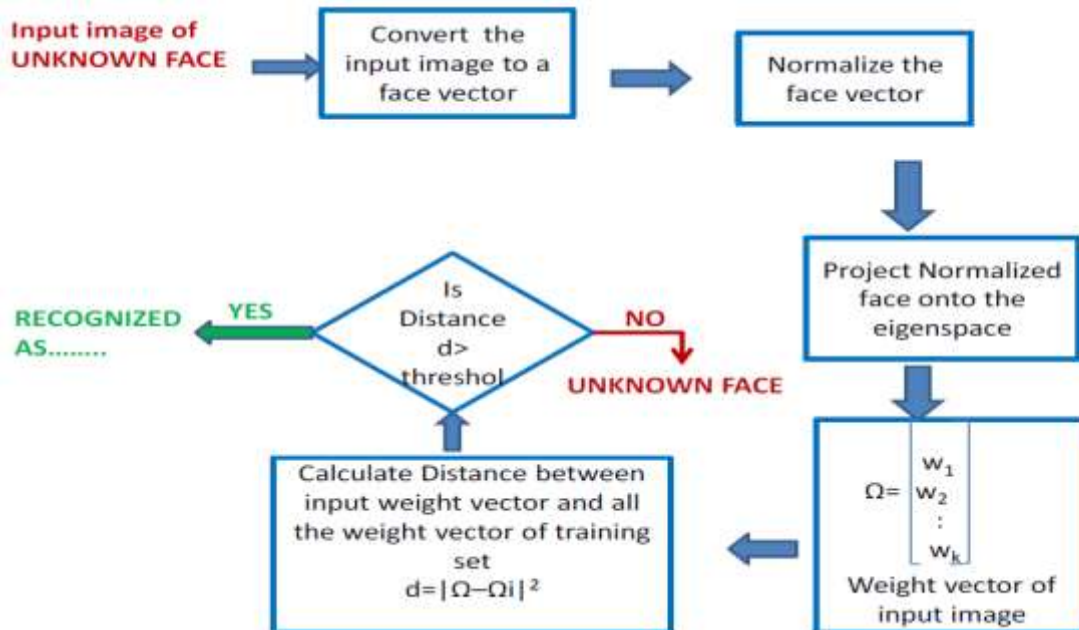 Input image of
UNKNOWN FACE
Convert the
input image to a
face vector
Normalize the
face vector
Project Normalized
face onto the
eigenspace
Ω=
w1
w2
:
wk
Weight vector of
input image
Calculate Distance between
input weight vector and all
the weight vector of training
set
d=|Ω−Ωi|²
Is
Distance
d>
threshol
YES
RECOGNIZED
AS........
NO
UNKNOWN FACE